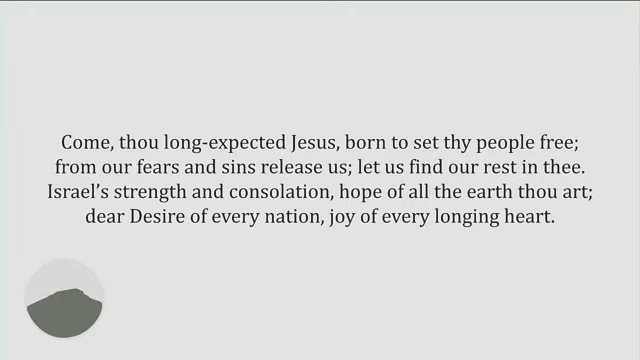 Come, thou long-expected Jesus, born to set thy people free;
from our fears and sins release us; let us find our rest in thee.
Israel’s strength and consolation, hope of all the earth thou art;
dear Desire of every nation, joy of every longing heart.